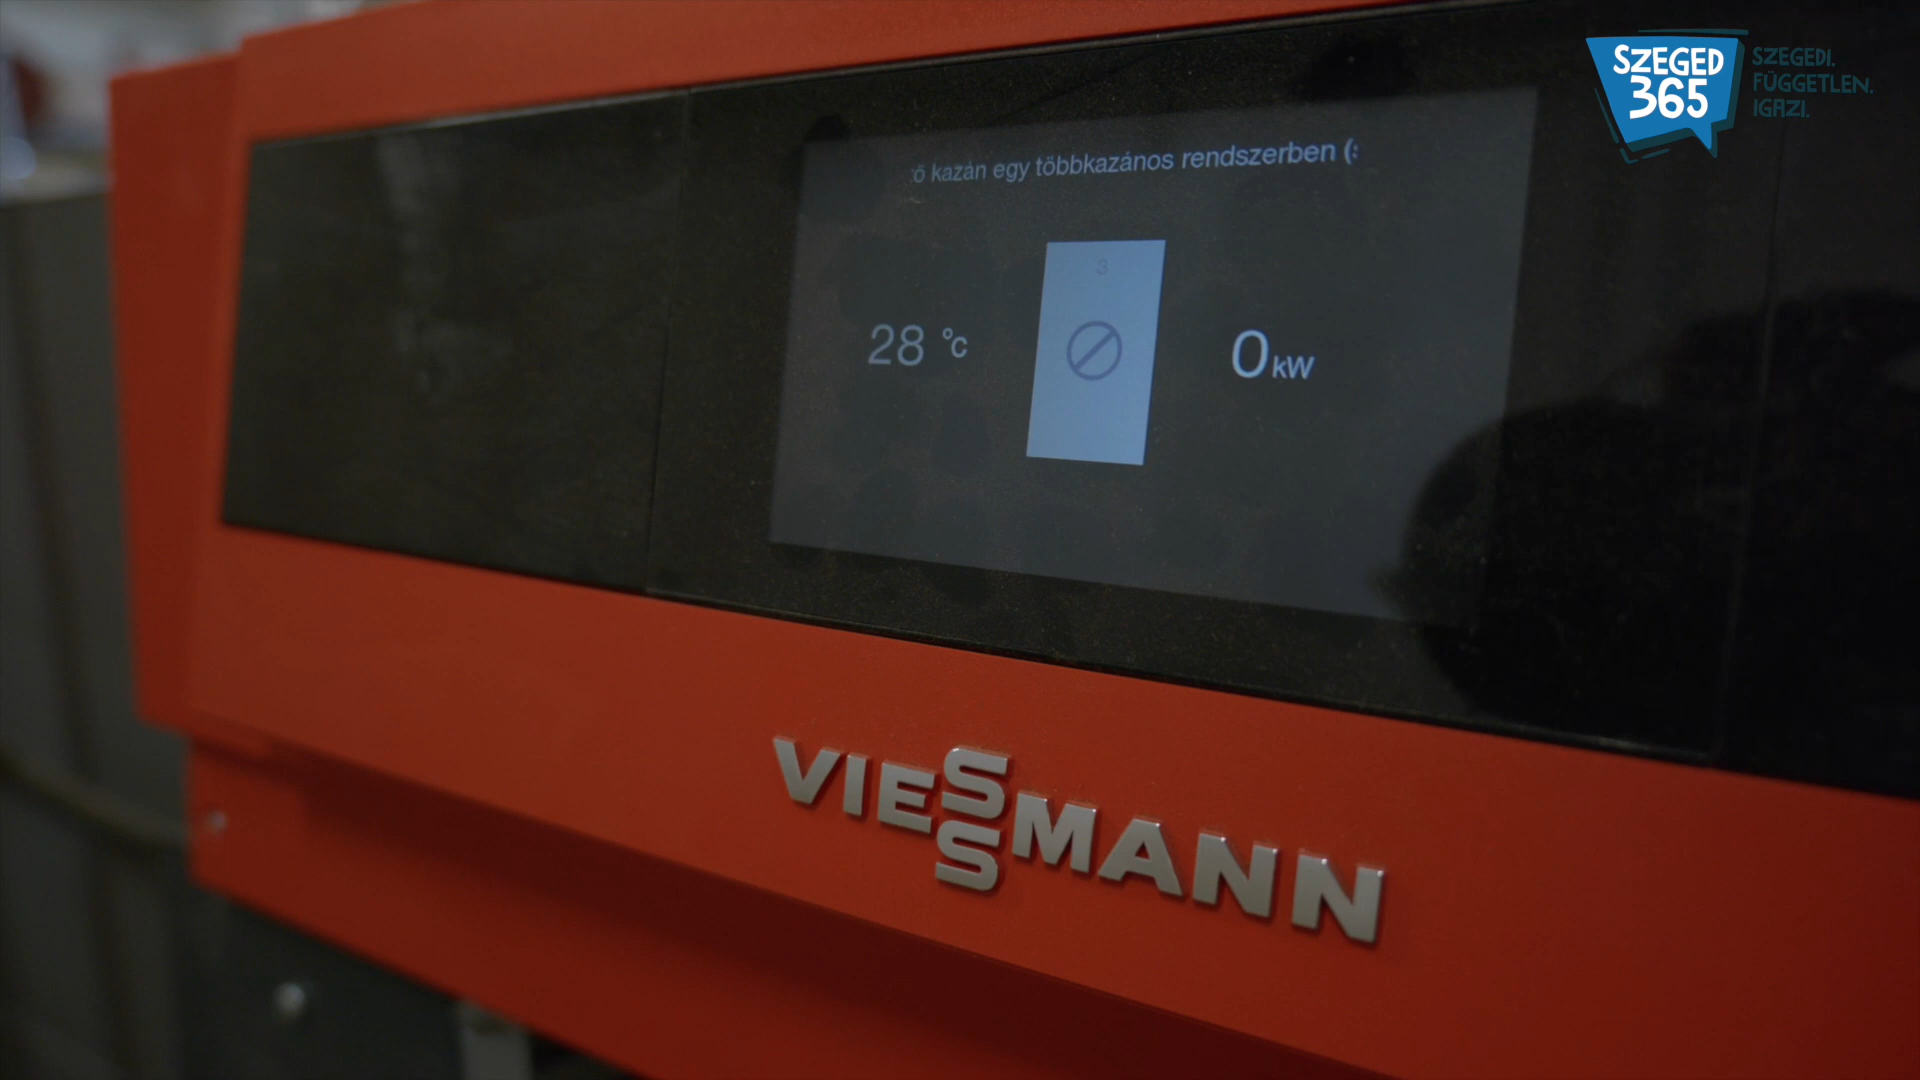 SZEGED
365
SZEGEDI.
FÜGGETLEN.
IGAZI.
kazán egy többkazános rendszerben (
3
28 °C
0 kW
VIESSMANN